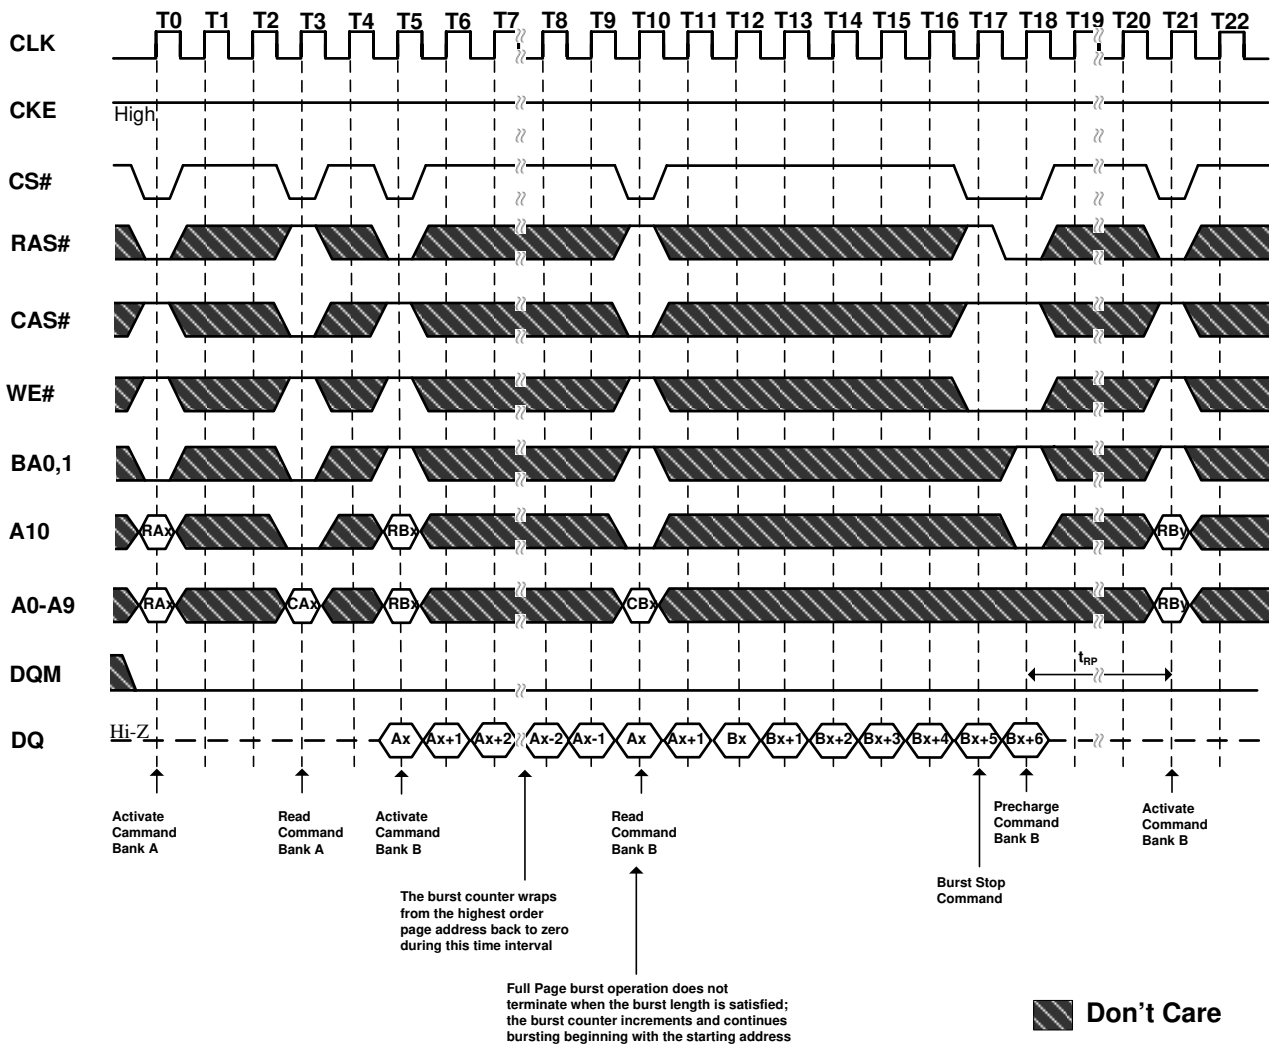 T0 T1 T2 T3 T4 T5 T6 T7 T8 T9 T10 T11 T12 T13 T14 T15 T16 T17 T18 T19 T20 T21 T22
CLK
CKE
High
CS#
RAS#
CAS#
WE#
BA0,1
A10
RAx RBx RBy
A0-A9
RAx CAx RBx CBx RBy
DQM
tRP
DQ
Hi-Z
Ax Ax+1 Ax+2 Ax-2 Ax-1 Ax Ax+1 Bx Bx+1 Bx+2 Bx+3 Bx+4 Bx+5 Bx+6
Activate
Cammand
Bank A
Read
Command
Bank A
Activate
Cammand
Bank B
Read
Command
Bank B
Precharge
Command
Bank B
Activate
Command
Bank B
The burst counter wraps
from the highest order
page address back to zero
during this time interval
Burst Stop
Command
Full Page burst operation does not
terminate when the burst length is satisfied;
the burst counter increments and continues
bursting beginning with the starting address
Don't Care